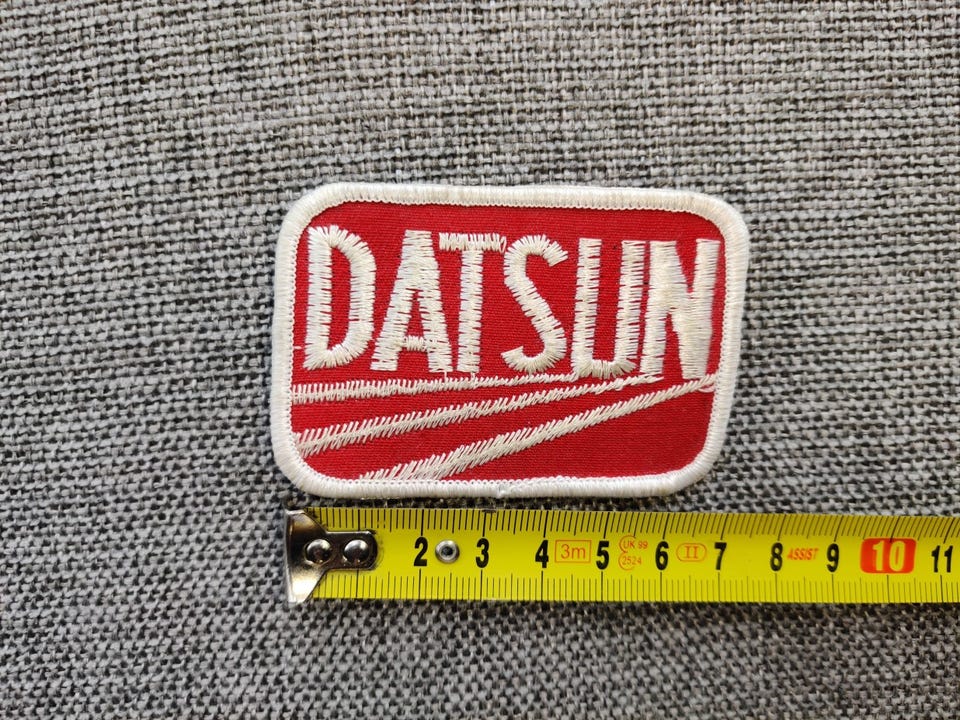 DATSUN
2 3 4 3m 5 UK 99 2524 6 II 7 8 ASSIST 9 10 11